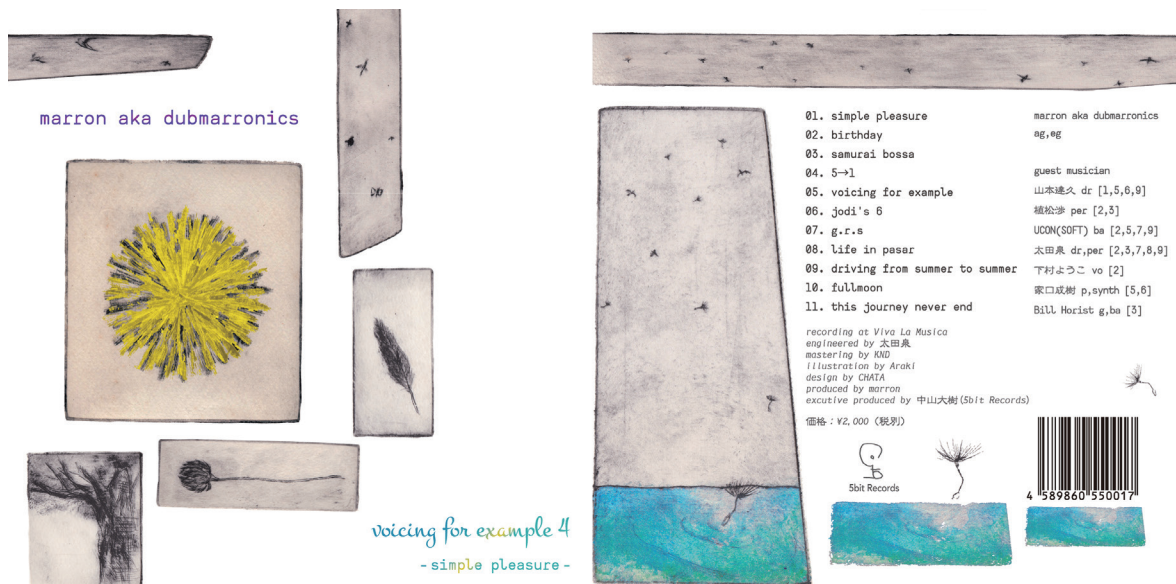 marron aka dubmarronics
voicing for example 4
-simple pleasure-
01. simple pleasure
02. birthday
03. samurai bossa
04. 5→1
05. voicing for example
06. jodi's 6
07. g.r.s
08. life in pasar
09. driving from summer to summer
10. fullmoon
11. this journey never end
marron aka dubmarronics
ag,eg
guest musician
山本達久 dr [1,5,6,9]
植松渉 per [2,3]
UCON(SOFT) ba [2,5,7,9]
太田泉 dr,per [2,3,7,8,9]
下村ようこ vo [2]
家口成樹 p,synth [5,6]
Bill Horist g,ba [3]
recording at Viva La Musica
engineered by 太田泉
mastering by KND
illustration by Araki
design by CHATA
produced by marron
excutive produced by 中山大樹(5bit Records)
価格：¥2,000（税別）
5bit Records
4 589860 550017